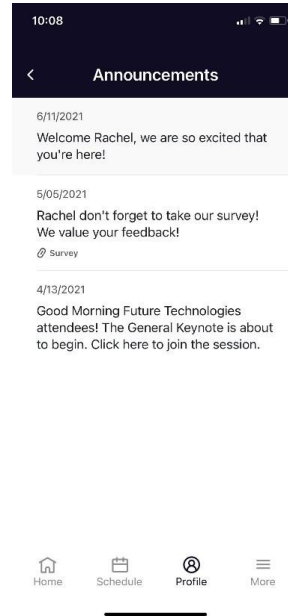 10:08
Announcements
6/11/2021
Welcome Rachel, we are so excited that
you're here!
5/05/2021
Rachel don't forget to take our survey!
We value your feedback!
Survey
4/13/2021
Good Morning Future Technologies
attendees! The General Keynote is about
to begin. Click here to join the session.
Home Schedule Profile More